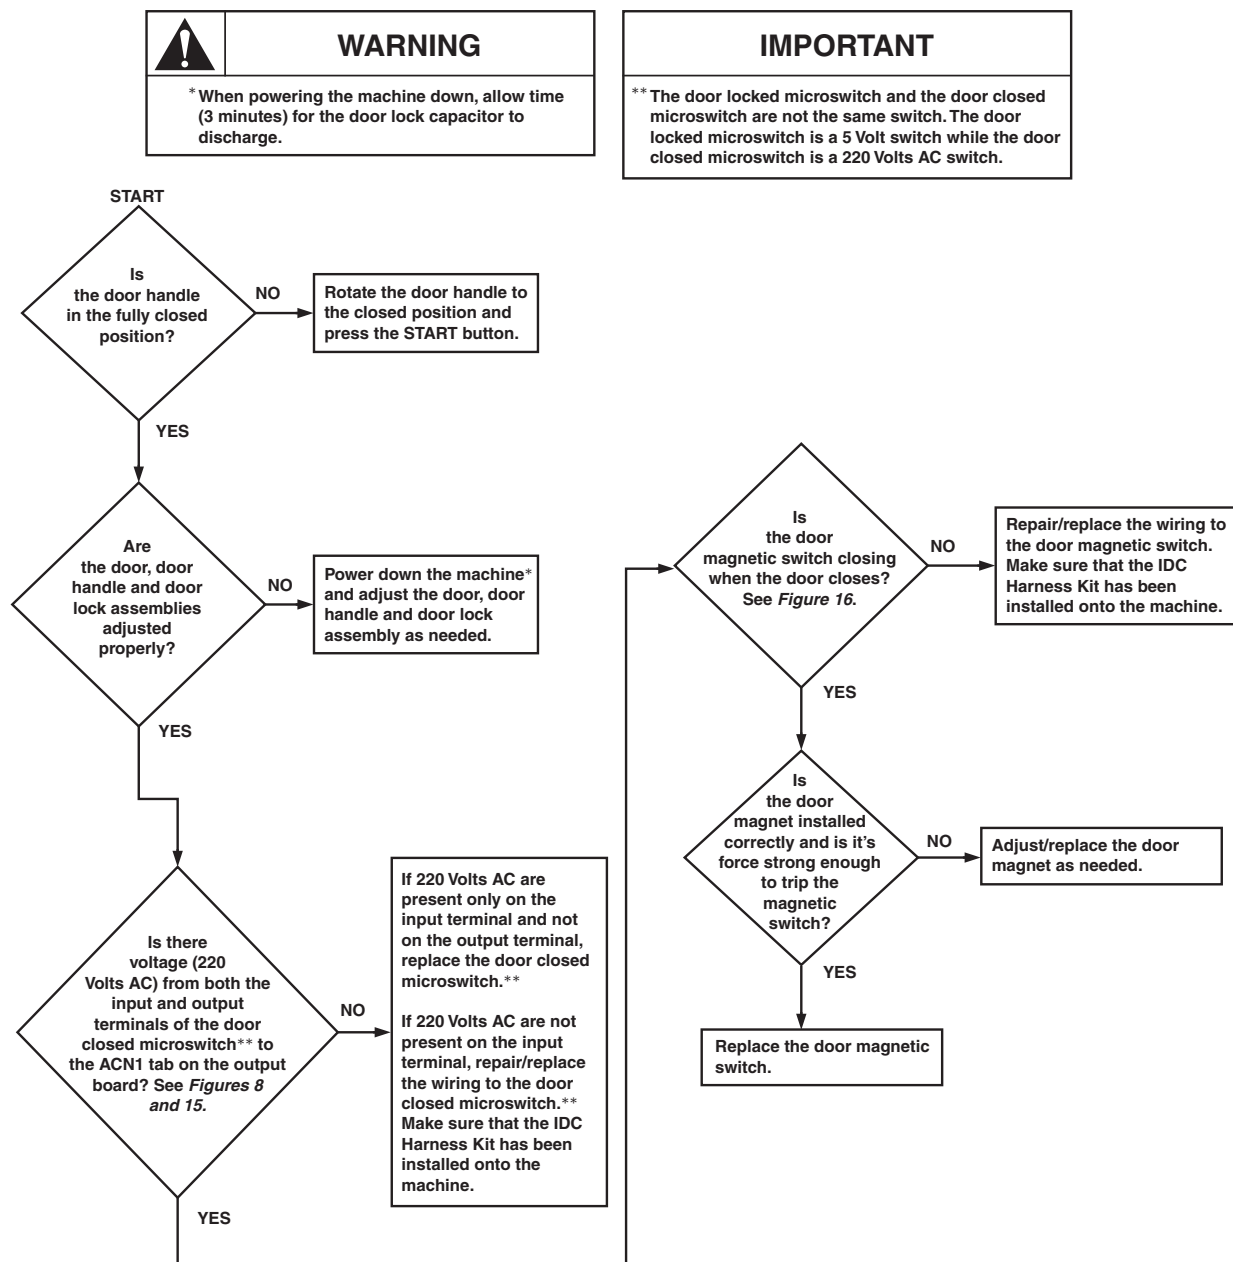 WARNING
*When powering the machine down, allow time
(3 minutes) for the door lock capacitor to
discharge.
IMPORTANT
**The door locked microswitch and the door closed
microswitch are not the same switch. The door
locked microswitch is a 5 Volt switch while the door
closed microswitch is a 220 Volts AC switch.
START
Is
the door handle
in the fully closed
position?
NO
Rotate the door handle to
the closed position and
press the START button.
YES
Are
the door, door
handle and door
lock assemblies
adjusted
properly?
NO
Power down the machine*
and adjust the door, door
handle and door lock
assembly as needed.
YES
Is there
voltage (220
Volts AC) from both the
input and output
terminals of the door
closed microswitch** to
the ACN1 tab on the output
board? See Figures 8
and 15.
NO
If 220 Volts AC are
present only on the
input terminal and not
on the output terminal,
replace the door closed
microswitch.**
If 220 Volts AC are not
present on the input
terminal, repair/replace
the wiring to the door
closed microswitch.**
Make sure that the IDC
Harness Kit has been
installed onto the
machine.
YES
Is
the door
magnetic switch closing
when the door closes?
See Figure 16.
NO
Repair/replace the wiring to
the door magnetic switch.
Make sure that the IDC
Harness Kit has been
installed onto the machine.
YES
Is
the door
magnet installed
correctly and is it's
force strong enough
to trip the
magnetic
switch?
NO
Adjust/replace the door
magnet as needed.
YES
Replace the door magnetic
switch.